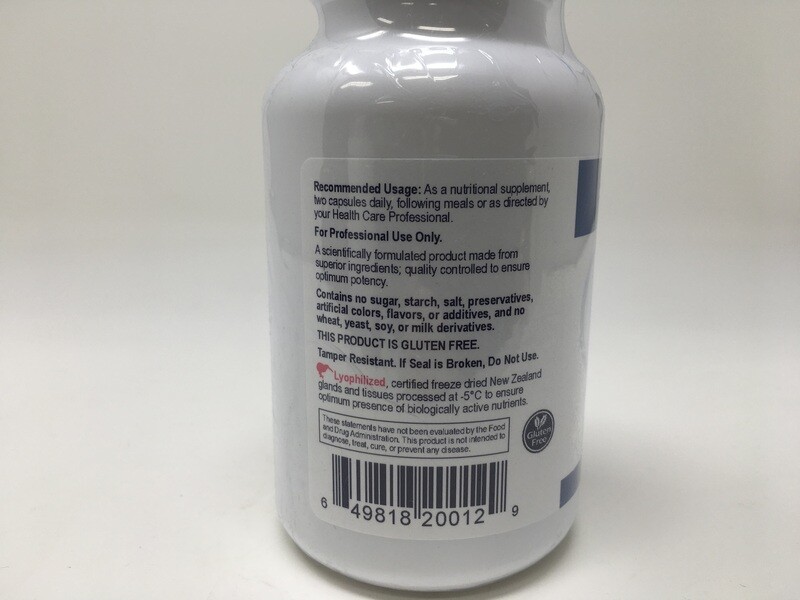 Recommended Usage: As a nutritional supplement,
two capsules daily, following meals or as directed by
your Health Care Professional.
For Professional Use Only.
A scientifically formulated product made from
superior ingredients; quality controlled to ensure
optimum potency.
Contains no sugar, starch, salt, preservatives,
artificial colors, flavors, or additives, and no
wheat, yeast, soy, or milk derivatives.
THIS PRODUCT IS GLUTEN FREE.
Tamper Resistant. If Seal is Broken, Do Not Use.
Lyophilized, certified freeze dried New Zealand
glands and tissues processed at -5°C to ensure
optimum presence of biologically active nutrients.
These statements have not been evaluated by the Food
and Drug Administration. This product is not intended to
diagnose, treat, cure, or prevent any disease.
Gluten
Free
6 49818 20012 9